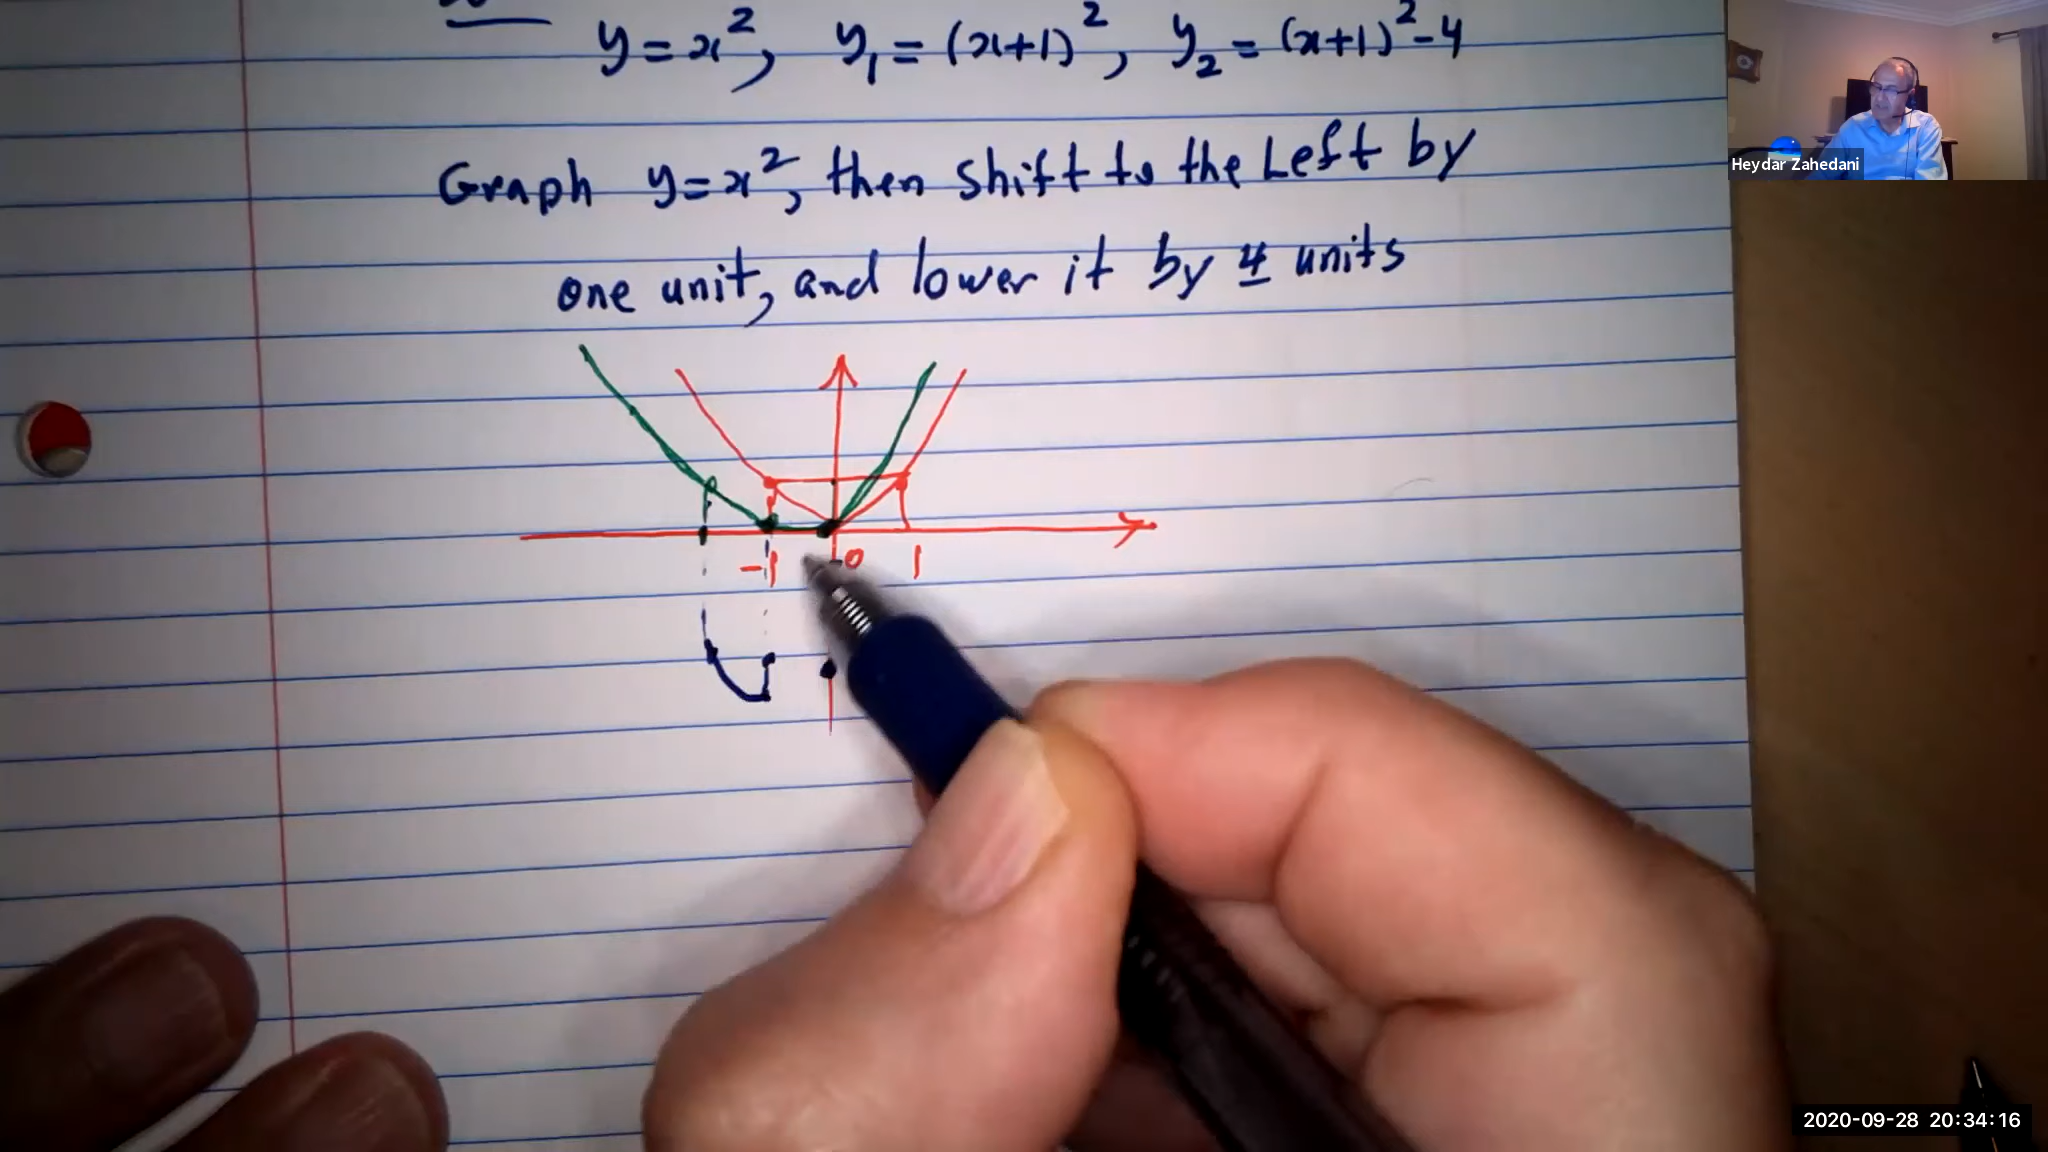 y = x², y₁ = (x+1)², y₂ = (x+1)² - 4
Heydar Zahedani
Graph y = x², then shift to the Left by
one unit, and lower it by 4 units
-1 0 1
2020-09-28 20:34:16